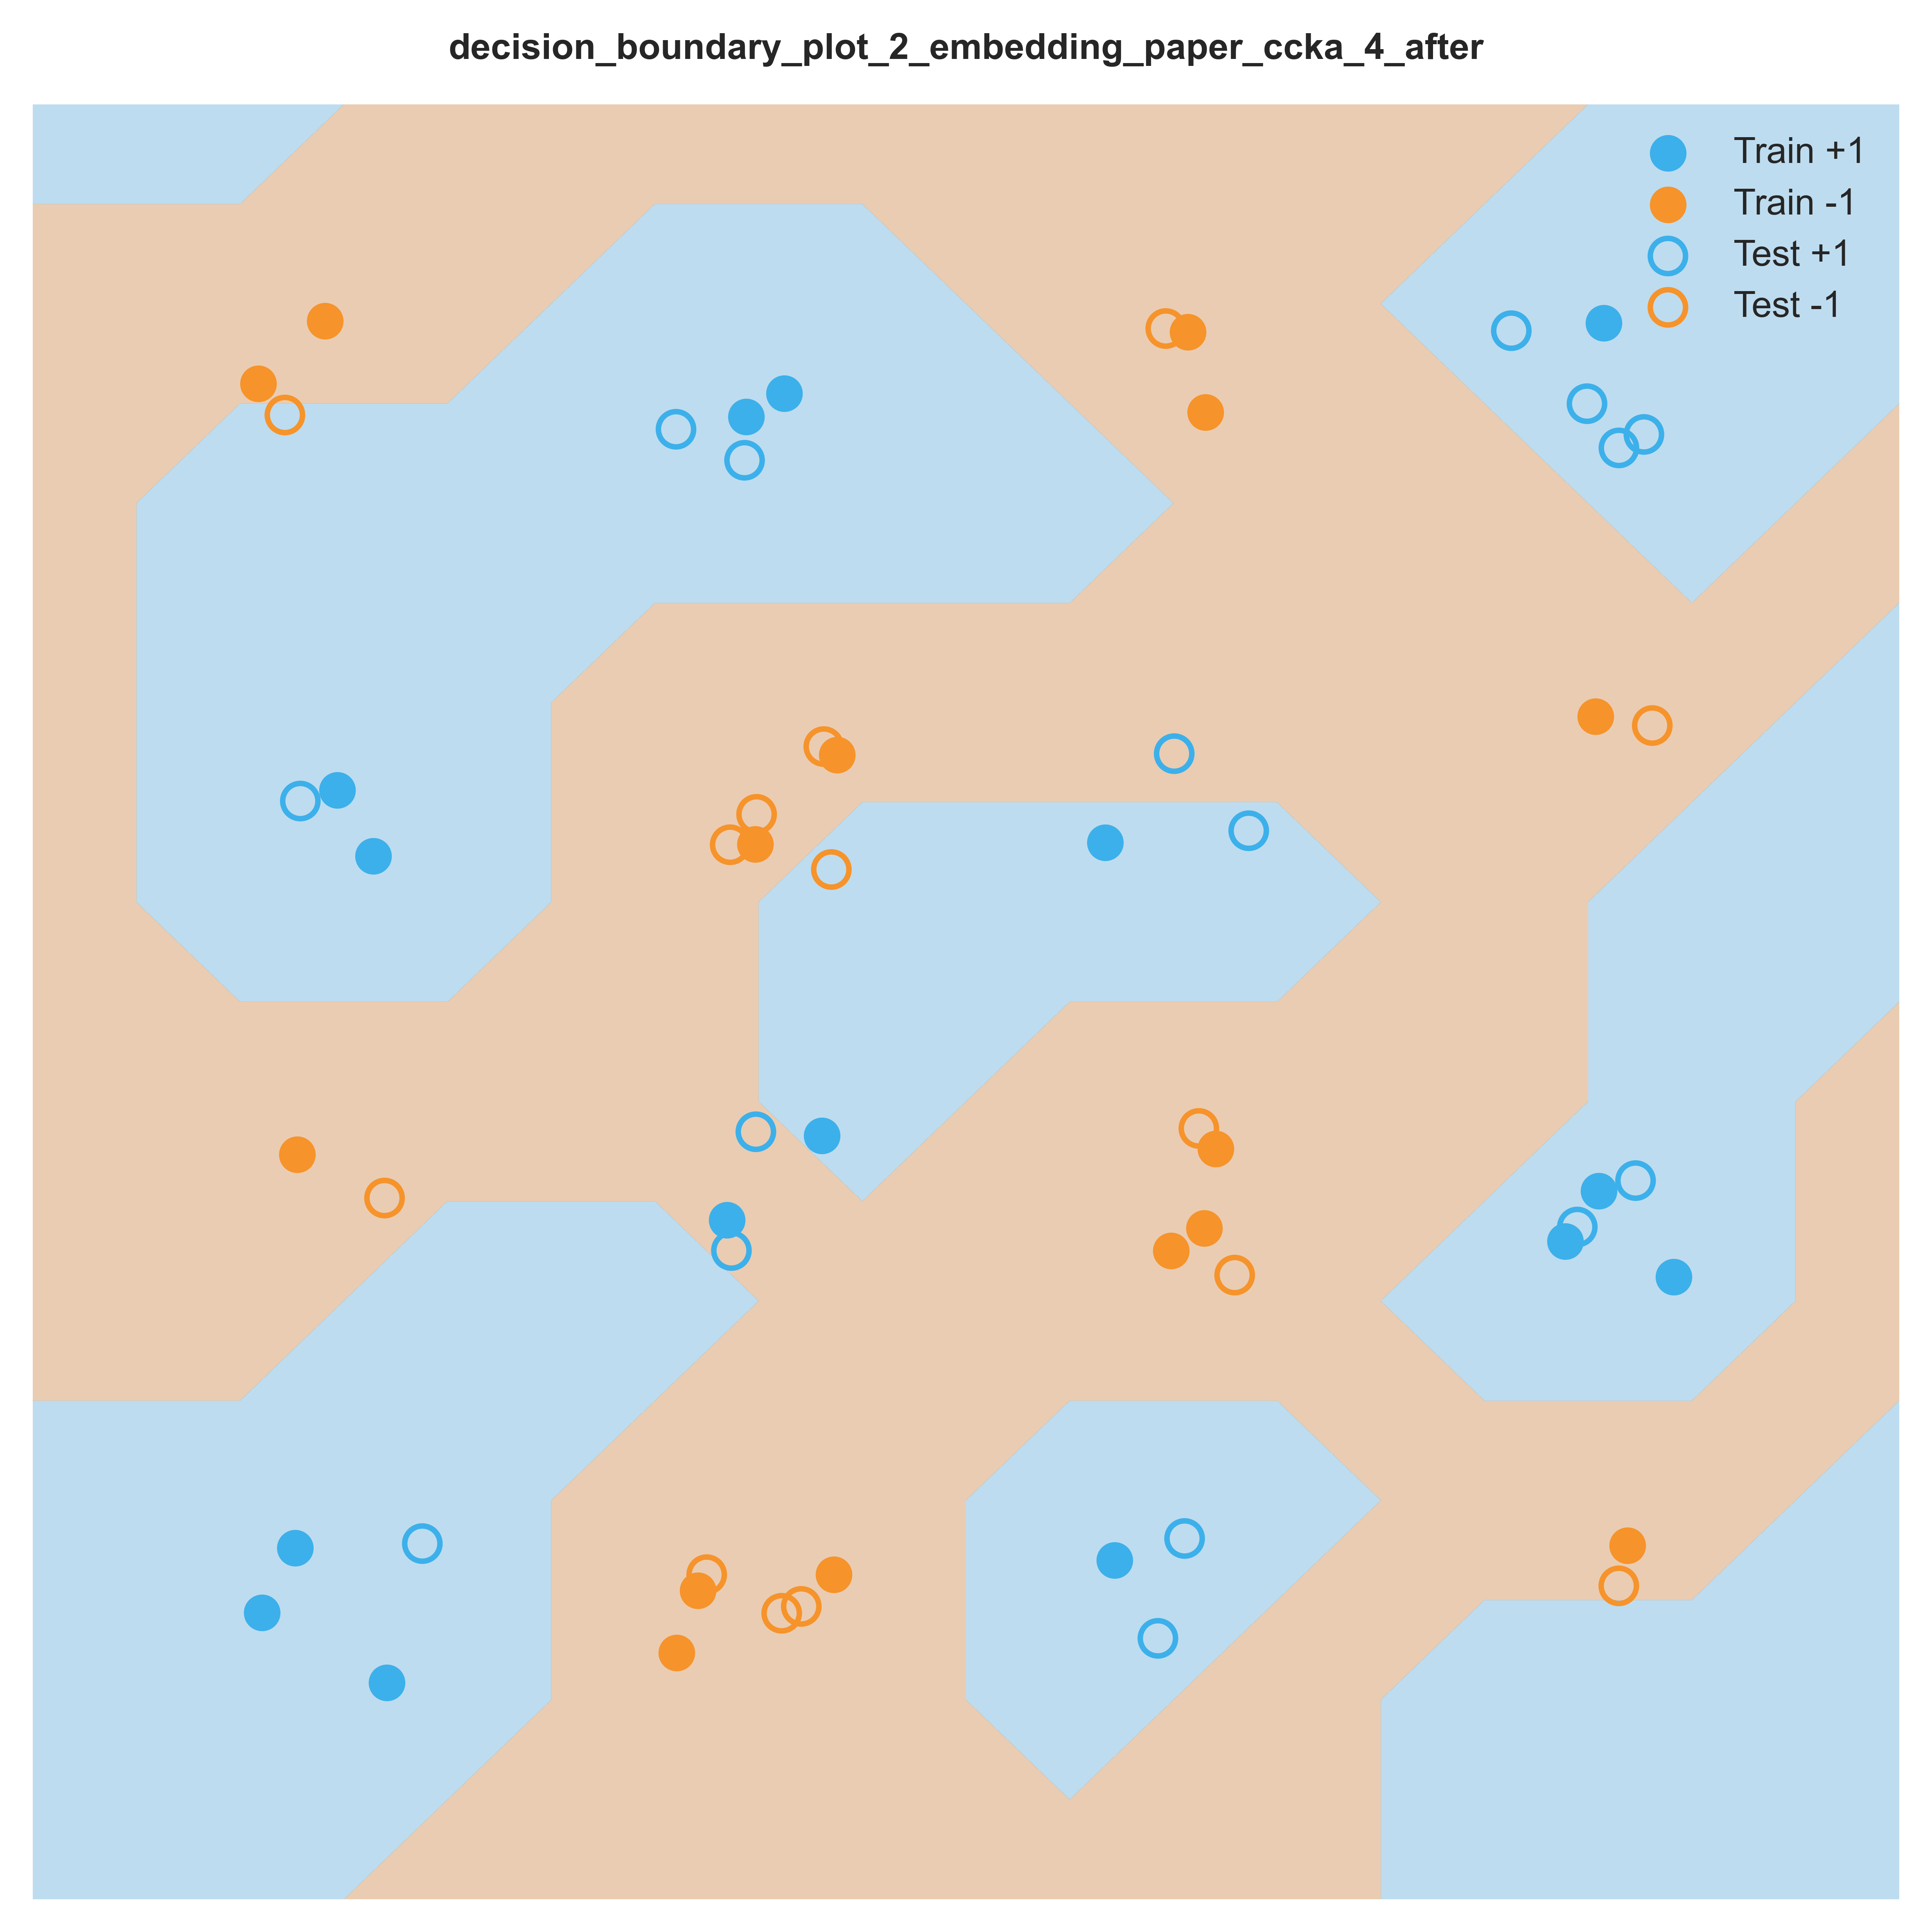 decision_boundary_plot_2_embedding_paper_ccka_4_after
Train +1
Train -1
Test +1
Test -1